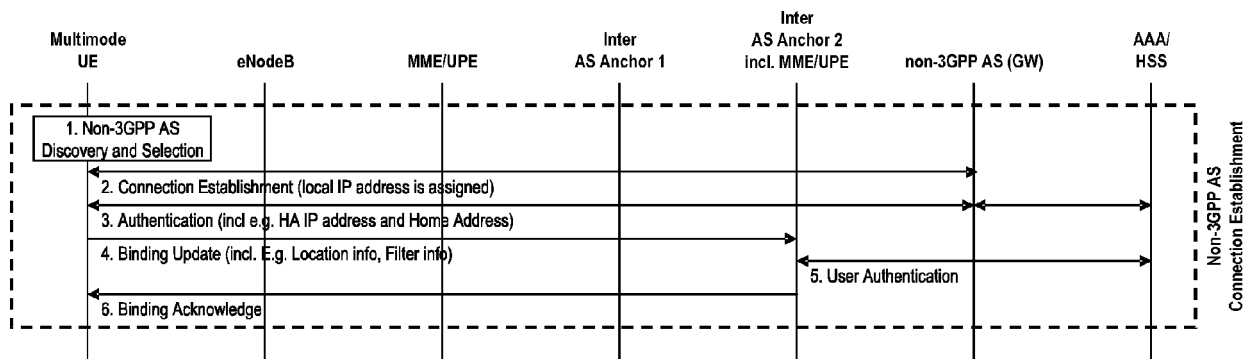 Multimode
UE
eNodeB
MME/UPE
Inter
AS Anchor 1
Inter
AS Anchor 2
incl. MME/UPE
non-3GPP AS (GW)
AAA/
HSS
1. Non-3GPP AS
Discovery and Selection
2. Connection Establishment (local IP address is assigned)
3. Authentication (incl e.g. HA IP address and Home Address)
4. Binding Update (incl. E.g. Location info, Filter info)
5. User Authentication
6. Binding Acknowledge
Non-3GPP AS
Connection Establishment